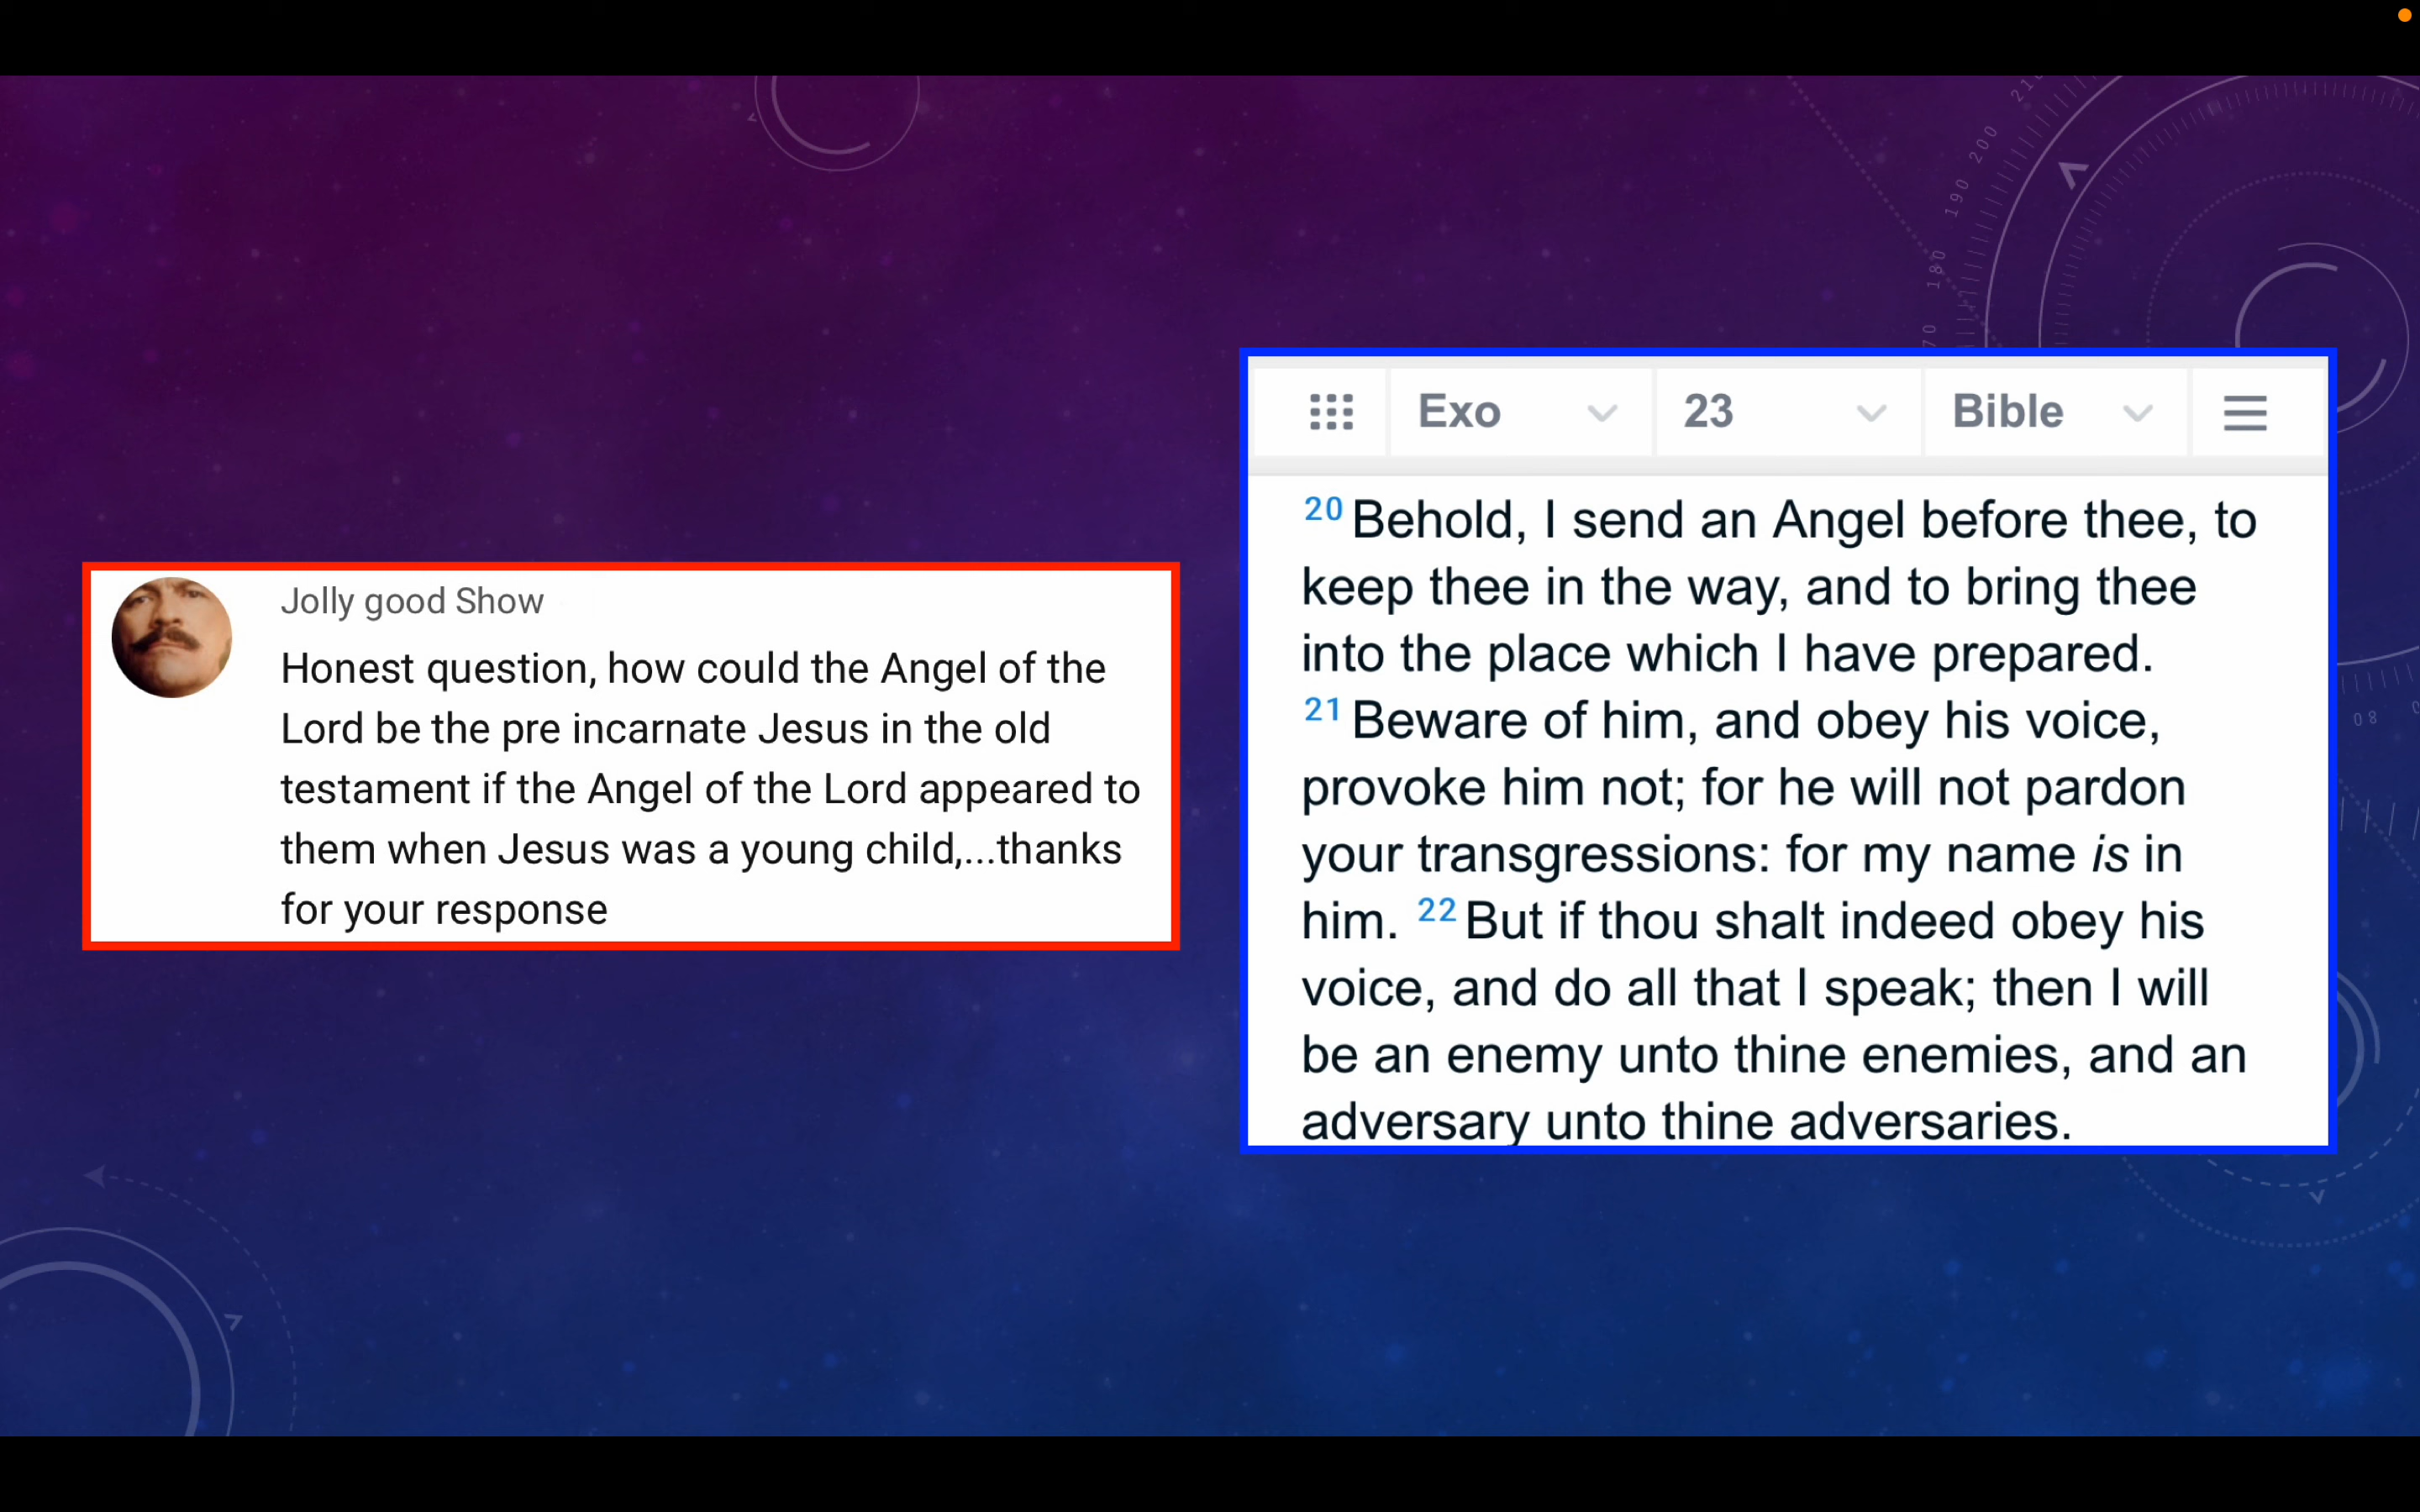 Jolly good Show
Honest question, how could the Angel of the
Lord be the pre incarnate Jesus in the old
testament if the Angel of the Lord appeared to
them when Jesus was a young child,...thanks
for your response
Exo
23
Bible
20 Behold, I send an Angel before thee, to
keep thee in the way, and to bring thee
into the place which I have prepared.
21 Beware of him, and obey his voice,
provoke him not; for he will not pardon
your transgressions: for my name is in
him. 22 But if thou shalt indeed obey his
voice, and do all that I speak; then I will
be an enemy unto thine enemies, and an
adversary unto thine adversaries.
180
190
200
80